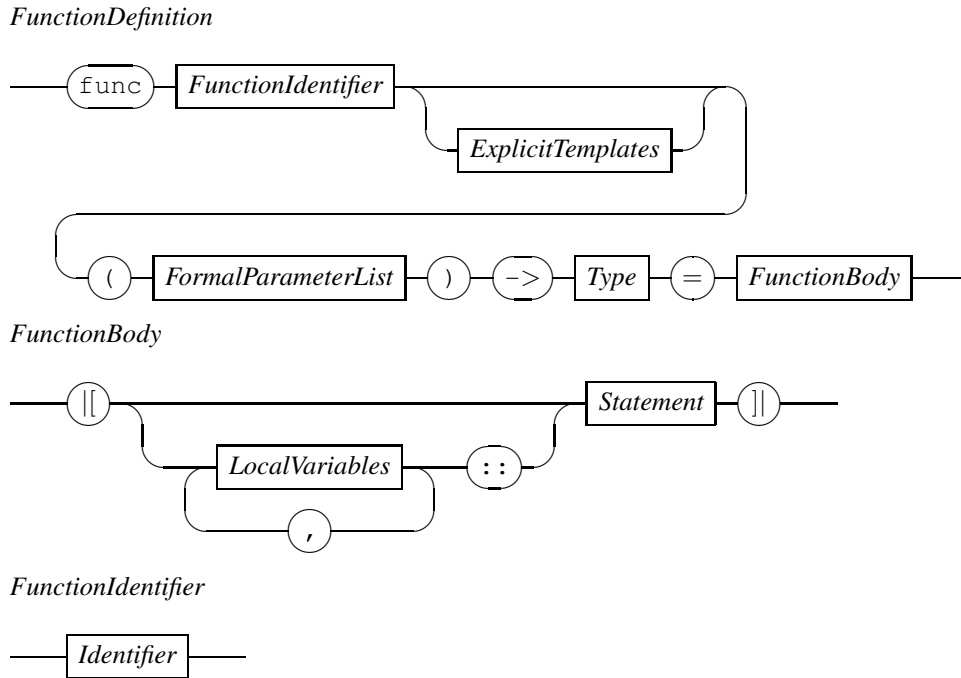 FunctionDefinition
func FunctionIdentifier
ExplicitTemplates
( FormalParameterList ) -> Type = FunctionBody
FunctionBody
|[ Statement ]|
LocalVariables ::
,
FunctionIdentifier
Identifier